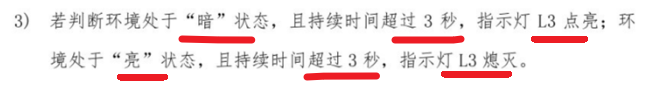 3) 若判断环境处于“暗”状态，且持续时间超过 3 秒，指示灯 L3 点亮；环
境处于“亮”状态，且持续时间超过 3 秒，指示灯 L3 熄灭。